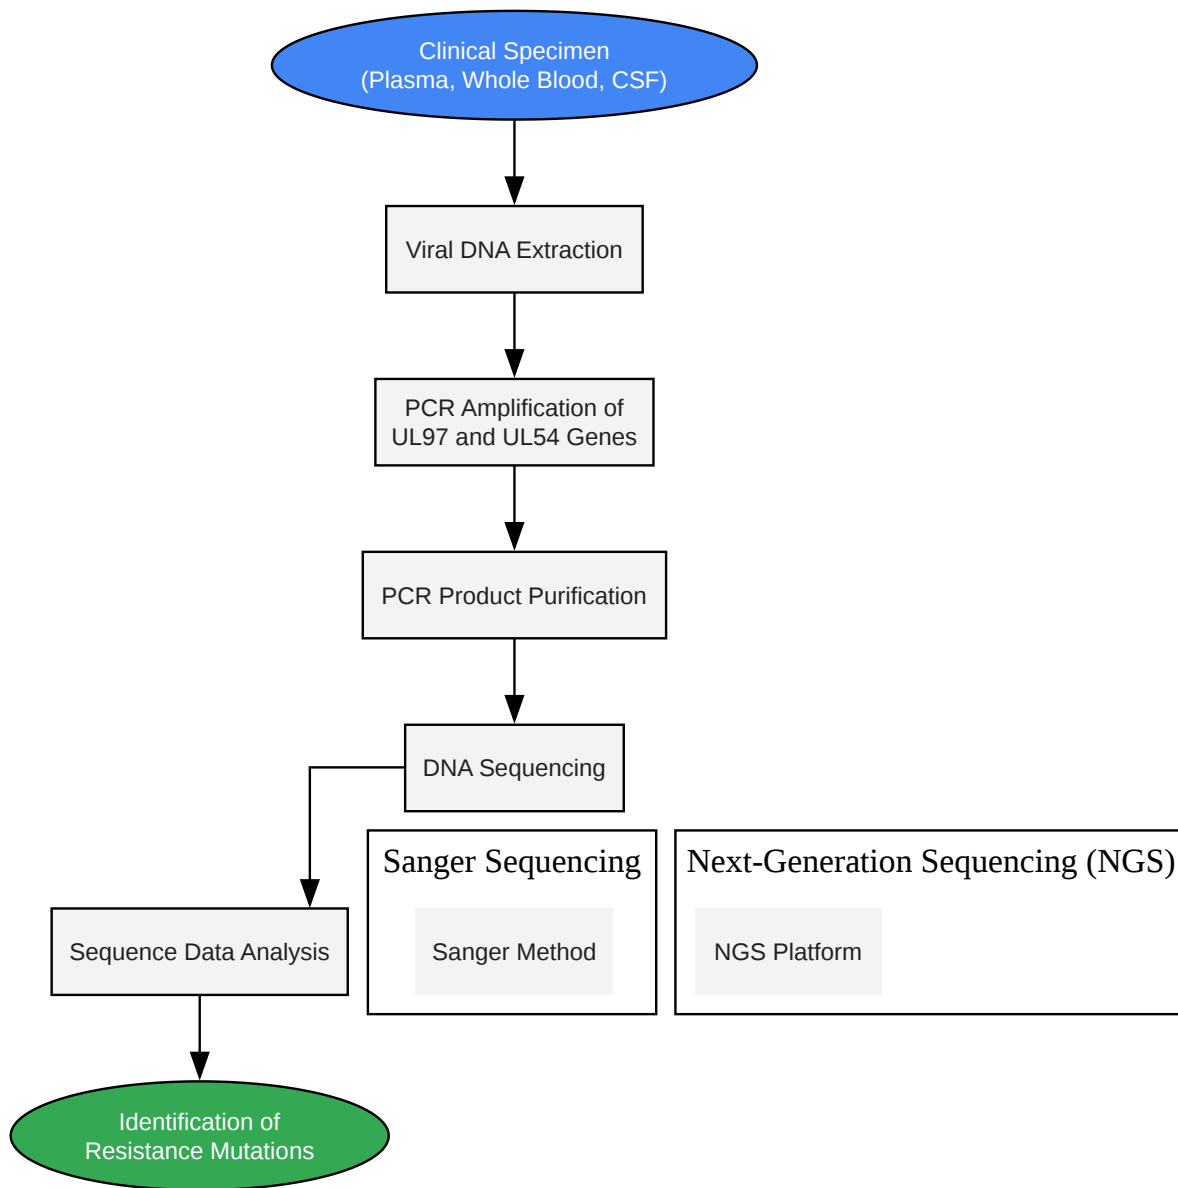 Clinical Specimen
(Plasma, Whole Blood, CSF)
Viral DNA Extraction
PCR Amplification of
UL97 and UL54 Genes
PCR Product Purification
DNA Sequencing
Sanger Sequencing
Next-Generation Sequencing (NGS)
Sequence Data Analysis
Sanger Method
NGS Platform
Identification of
Resistance Mutations